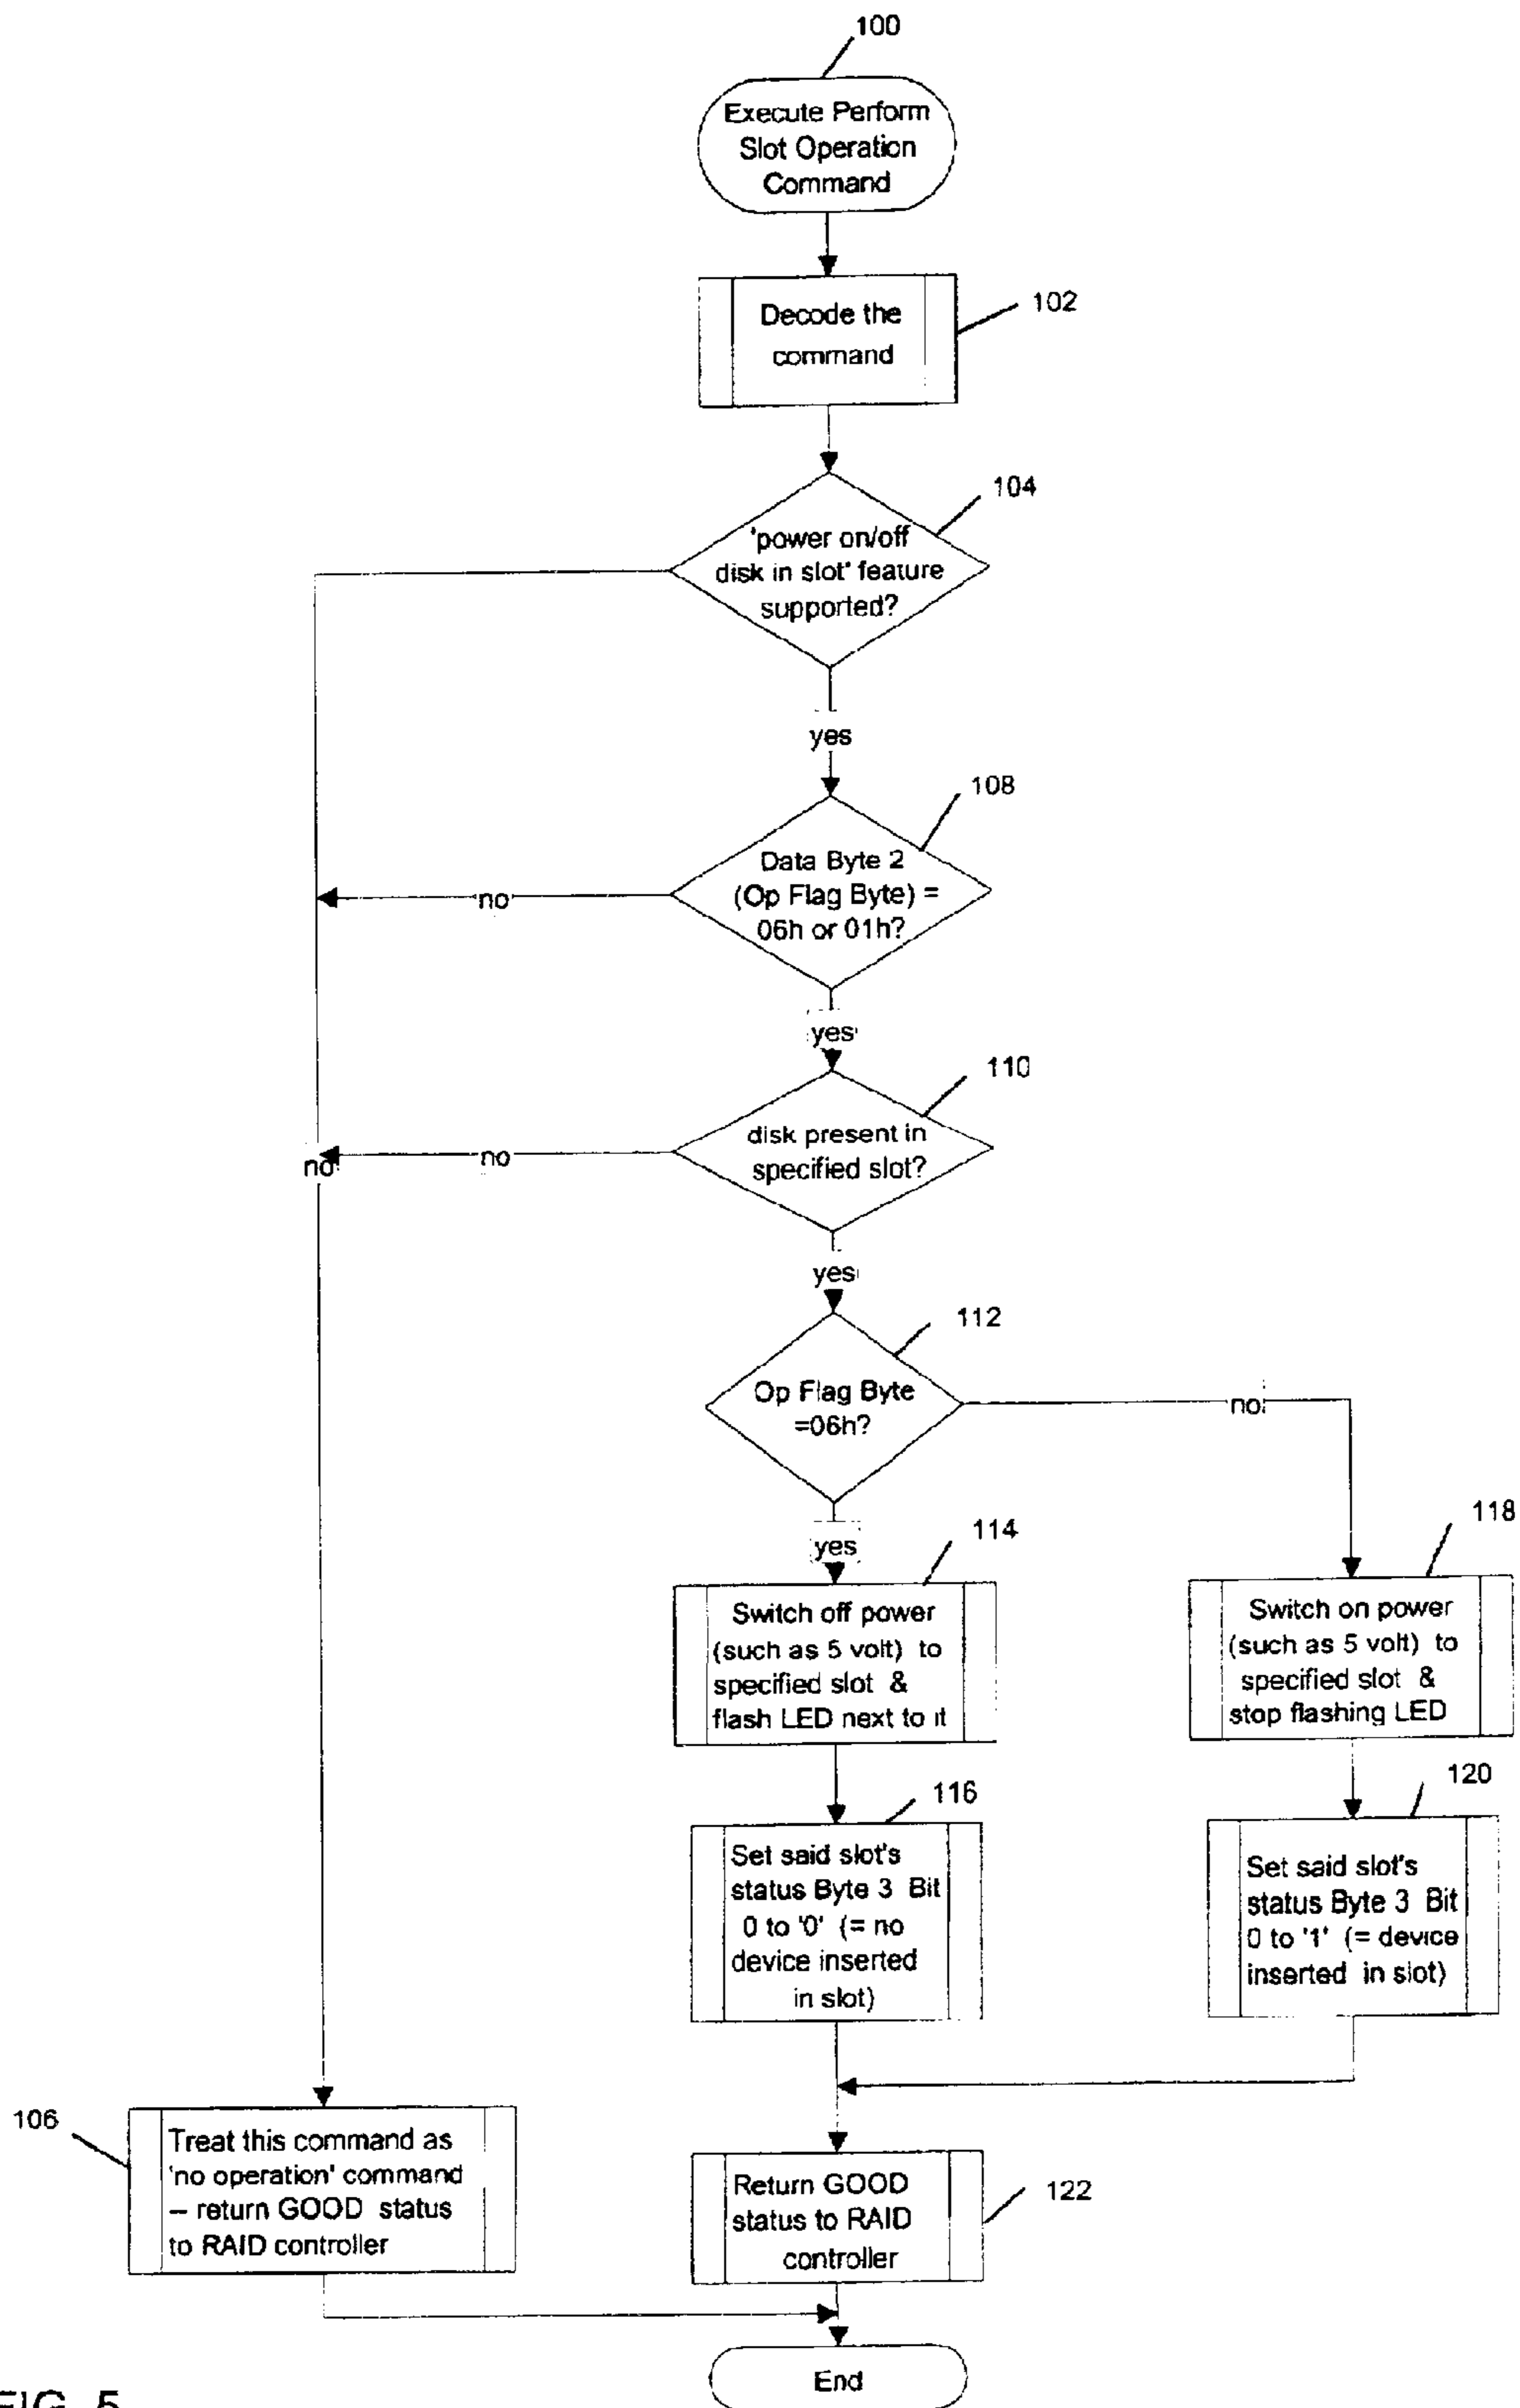 100
Execute Perform
Slot Operation
Command
Decode the
command
102
104
'power on/off
disk in slot' feature
supported?
yes
108
Data Byte 2
(Op Flag Byte) =
06h or 01h?
no
yes
110
disk present in
specified slot?
no
no
yes
112
Op Flag Byte
=06h?
no
yes
114
118
Switch off power
(such as 5 volt) to
specified slot &
flash LED next to it
Switch on power
(such as 5 volt) to
specified slot &
stop flashing LED
116
120
Set said slot's
status Byte 3 Bit
0 to '0' (= no
device inserted
in slot)
Set said slot's
status Byte 3 Bit
0 to '1' (= device
inserted in slot)
106
Treat this command as
'no operation' command
– return GOOD status
to RAID controller
Return GOOD
status to RAID
controller
122
End
FIG. 5